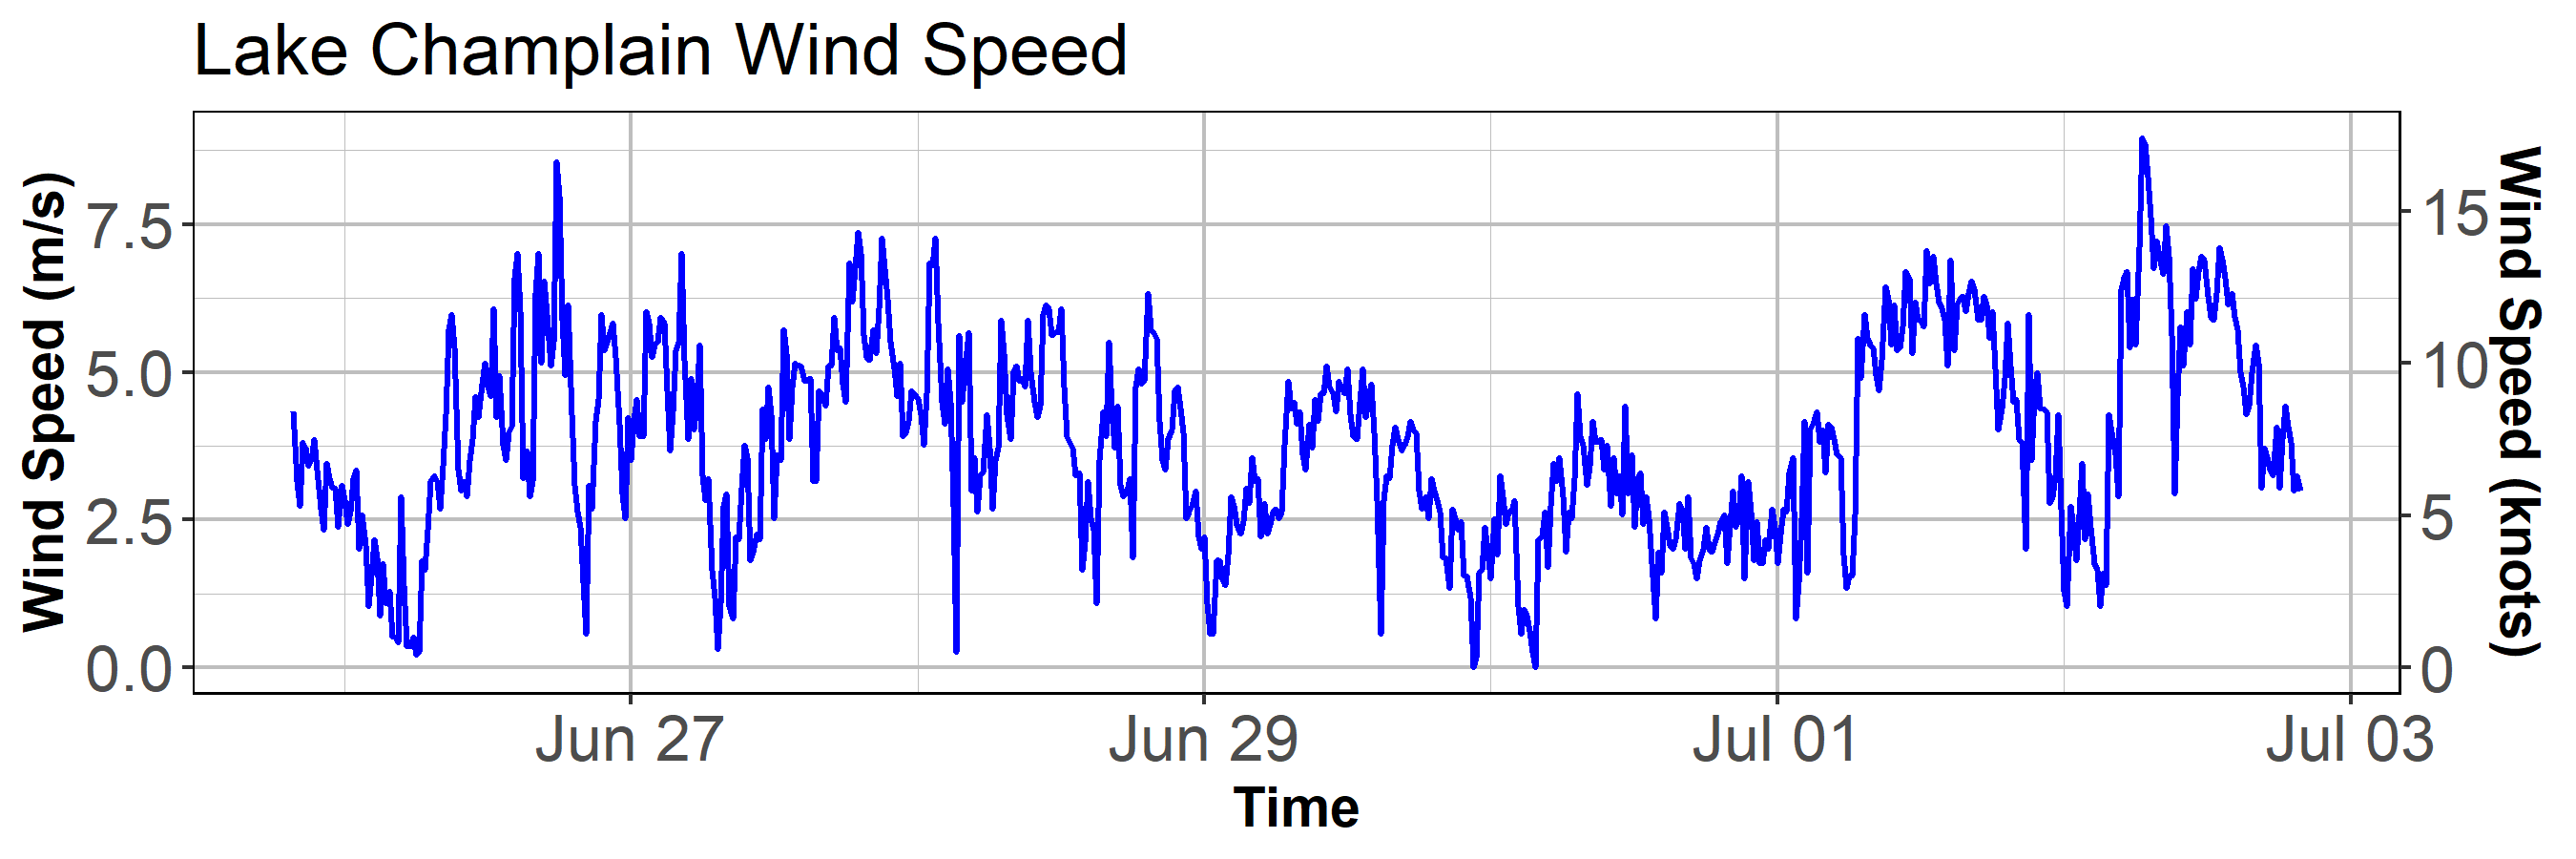 Lake Champlain Wind Speed
Wind Speed (m/s)
7.5
5.0
2.5
0.0
15
10
5
0
Wind Speed (knots)
Jun 27
Jun 29
Jul 01
Jul 03
Time